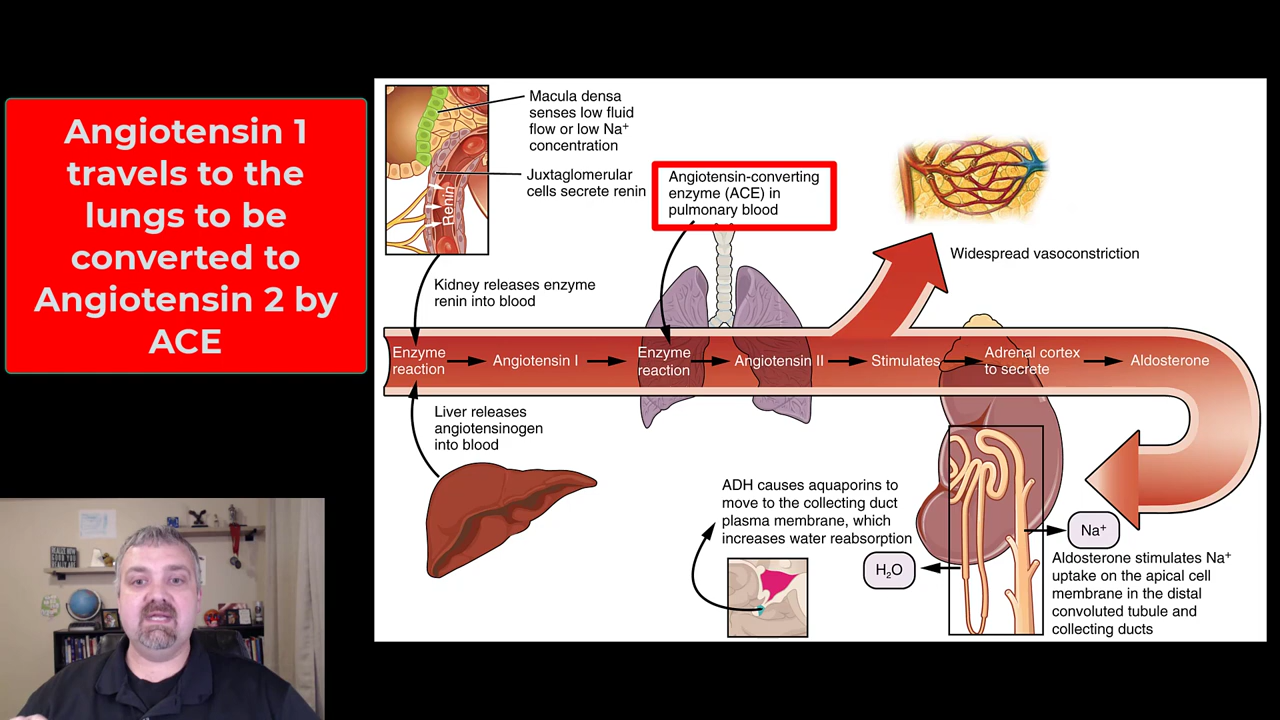 Angiotensin 1
travels to the
lungs to be
converted to
Angiotensin 2 by
ACE
Macula densa
senses low fluid
flow or low Na⁺
concentration
Juxtaglomerular
cells secrete renin
Renin
Angiotensin-converting
enzyme (ACE) in
pulmonary blood
Widespread vasoconstriction
Kidney releases enzyme
renin into blood
Enzyme
reaction
Angiotensin I
Enzyme
reaction
Angiotensin II
Stimulates
Adrenal cortex
to secrete
Aldosterone
Liver releases
angiotensinogen
into blood
ADH causes aquaporins to
move to the collecting duct
plasma membrane, which
increases water reabsorption
H₂O
Na⁺
Aldosterone stimulates Na⁺
uptake on the apical cell
membrane in the distal
convoluted tubule and
collecting ducts